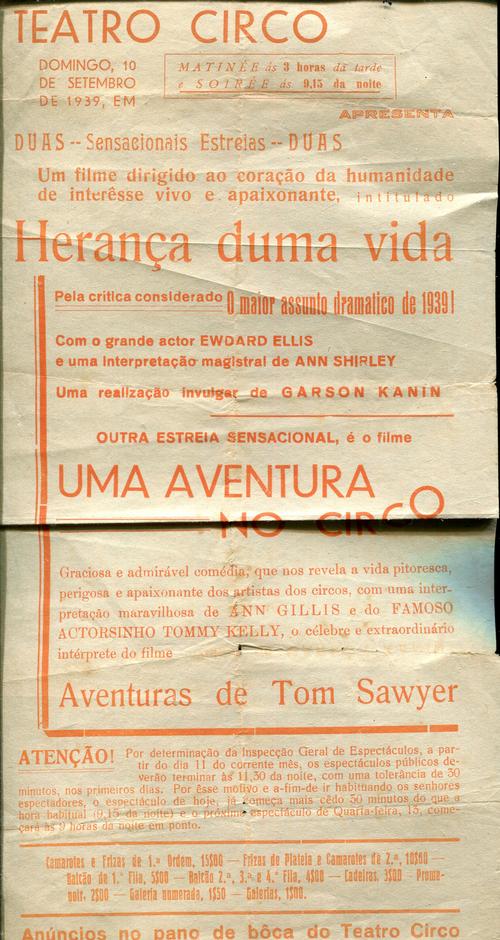 TEATRO CIRCO
DOMINGO, 10
DE SETEMBRO
DE 1939, EM
MATINÉE ás 3 horas da tarde
e SOIRÉE ás 9,15 da noite
APRESENTA
DUAS -- Sensacionais Estreias -- DUAS
Um filme dirigido ao coração da humanidade
de interêsse vivo e apaixonante, intitulado
Herança duma vida
Pela critica considerado O maior assunto dramatico de 1939!
Com o grande actor EWDARD ELLIS
e uma interpretação magistral de ANN SHIRLEY
Uma realização invulgar de GARSON KANIN
OUTRA ESTREIA SENSACIONAL, é o filme
UMA AVENTURA
NO CIRCO
Graciosa e admirável comédia, que nos revela a vida pitoresca,
perigosa e apaixonante dos artistas dos circos, com uma inter-
pretação maravilhosa de ANN GILLIS e do FAMOSO
ACTORSINHO TOMMY KELLY, o célebre e extraordinário
intérprete do filme
Aventuras de Tom Sawyer
ATENÇÃO! Por determinação da Inspecção Geral de Espectáculos, a par-
tir do dia 11 do corrente mês, os espectáculos públicos de-
verão terminar às 11,30 da noite, com uma tolerância de 30
minutos, nos primeiros dias. Por êsse motivo e a-fim-de ir habituando os senhores
espectadores, o espectáculo de hoje, já começa mais cêdo 30 minutos do que a
hora habitual (9,15 da noite) e o próximo espectáculo de Quarta-feira, 13, come-
çará às 9 horas da noite em ponto.
Camarotes e Frizas de 1.ª Ordem, 15$00 — Frizas de Plateia e Camarotes de 2.ª, 10$00 —
Balcão de 1.ª Fila, 5$00 — Balcão 2.ª, 3.ª e 4.ª Fila, 4$00 — Cadeiras, 3$00 — Prome-
noir, 2$00 — Galeria numerada, 1$50 — Galerias, 1$00.
Anúncios no pano de bôca do Teatro Circo